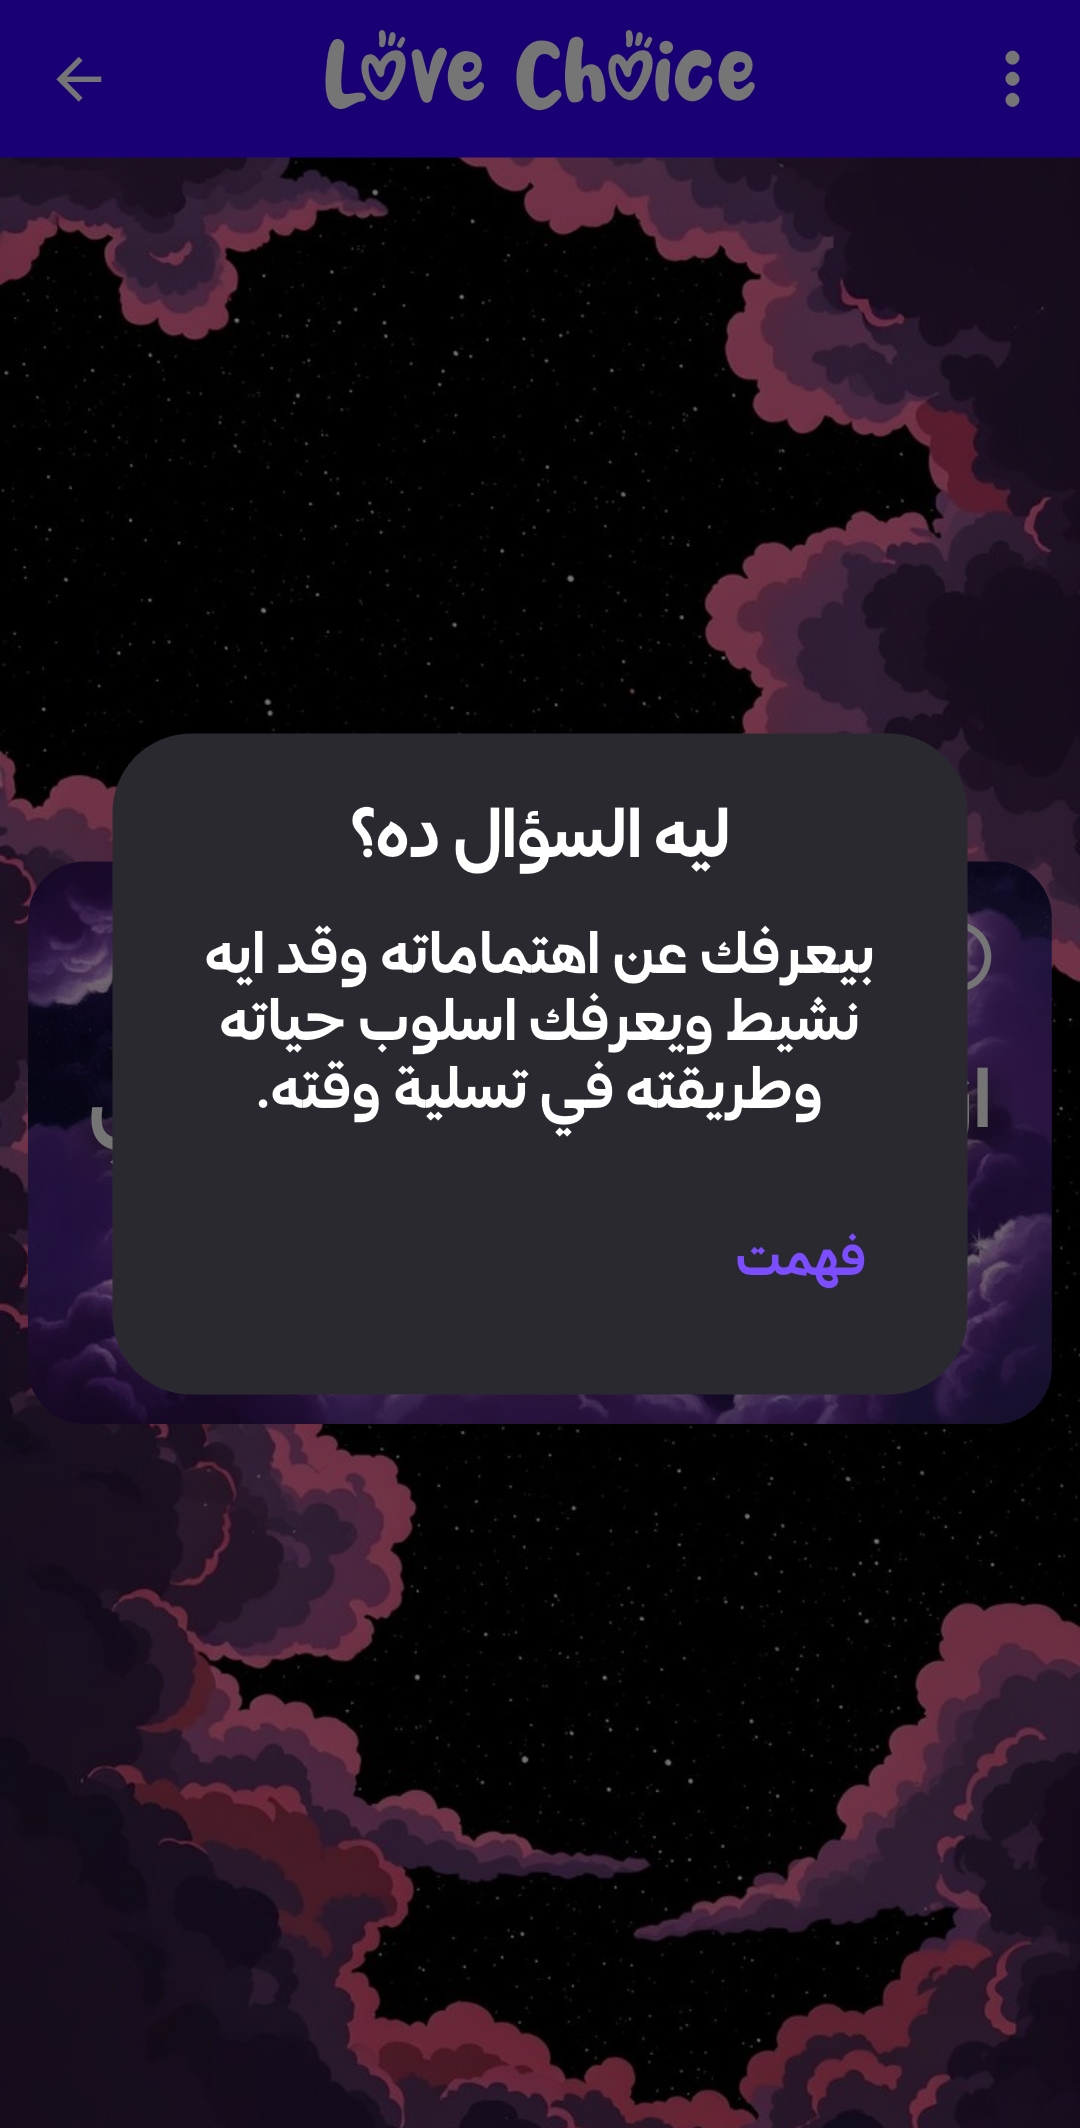 Love Choice
ليه السؤال ده؟
بيعرفك عن اهتماماته وقد ايه
نشيط ويعرفك اسلوب حياته
وطريقته في تسلية وقته.
فهمت